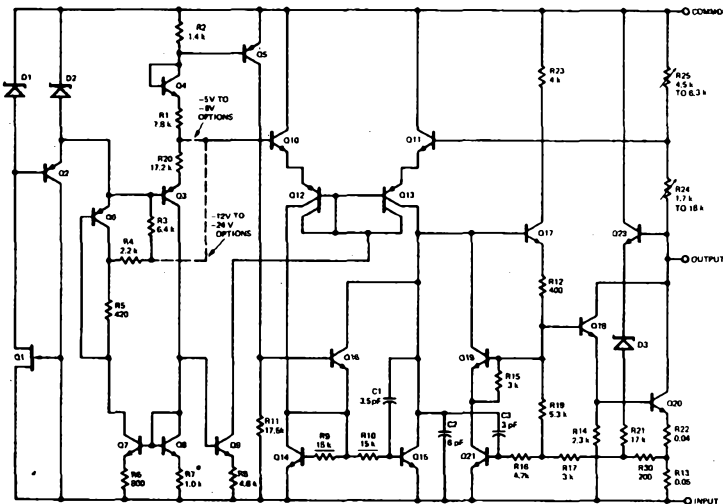 COMMON
D1
D2
R2
1.4 k
Q5
Q4
R1
7.8 k
-5V TO
-8V
OPTIONS
R23
4 k
R25
4.5 k
TO 6.3 k
Q2
Q10
Q11
R20
17.2 k
Q3
Q6
R3
6.4 k
Q12
Q13
R24
1.7 k
TO 18 k
R4
2.2 k
-12V TO
-24 V
OPTIONS
Q17
Q23
OUTPUT
R5
420
R12
400
Q18
Q1
Q16
Q19
D3
R15
3 k
C1
3.5 pF
R19
5.3 k
Q20
R11
17.5k
Q7
Q8
Q9
R9
15 k
R10
15 k
C2
6 pF
C3
3 pF
R14
2.3 k
R21
17 k
R22
0.04
Q14
Q15
Q21
R6
800
R7
1.0 k
R8
4.8 k
R16
4.7k
R17
3 k
R30
200
R13
0.05
INPUT